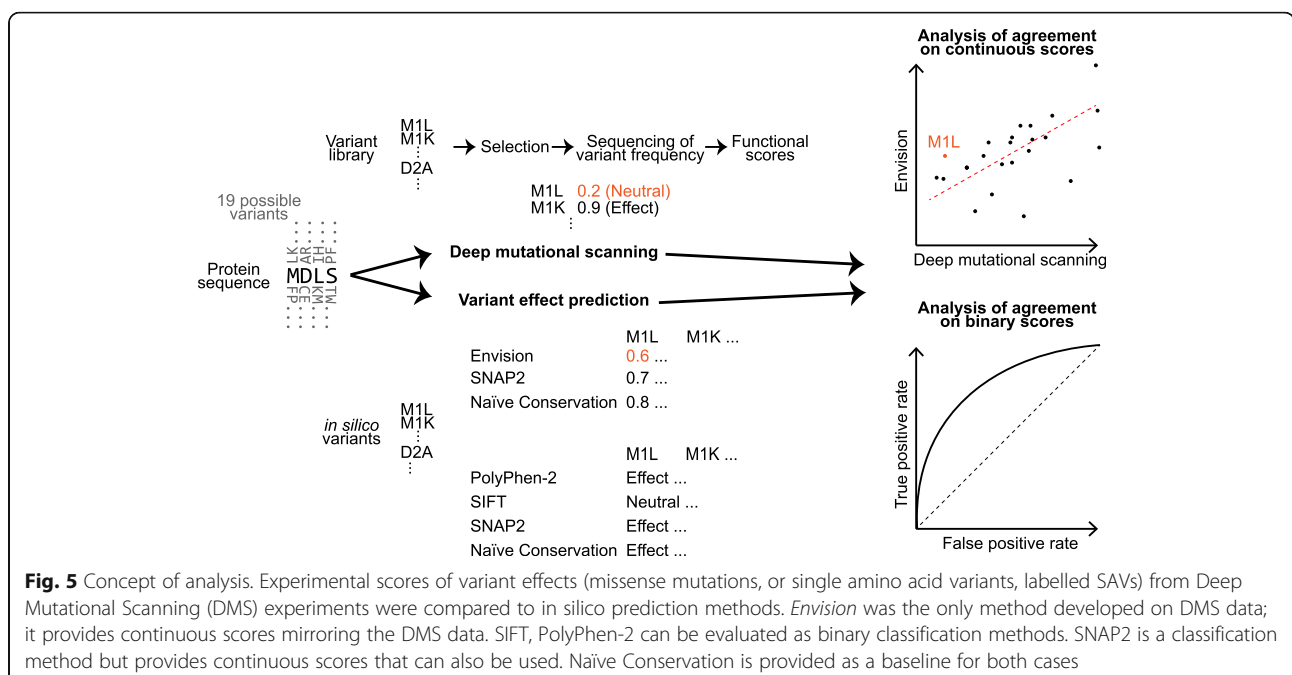 Analysis of agreement
on continuous scores
Variant
library
M1L
M1K
D2A
Selection
Sequencing of
variant frequency
Functional
scores
M1L 0.2 (Neutral)
M1K 0.9 (Effect)
Envision
M1L
Deep mutational scanning
19 possible
variants
LK
AR
IH
PF
Protein
sequence
MDLS
FP
CE
KM
TW
Deep mutational scanning
Variant effect prediction
Analysis of agreement
on binary scores
M1L M1K ...
Envision 0.6 ...
SNAP2 0.7 ...
Naïve Conservation 0.8 ...
in silico
variants
M1L
M1K
D2A
M1L M1K ...
PolyPhen-2 Effect ...
SIFT Neutral ...
SNAP2 Effect ...
Naïve Conservation Effect ...
True positive rate
False positive rate
Fig. 5 Concept of analysis. Experimental scores of variant effects (missense mutations, or single amino acid variants, labelled SAVs) from Deep
Mutational Scanning (DMS) experiments were compared to in silico prediction methods. Envision was the only method developed on DMS data;
it provides continuous scores mirroring the DMS data. SIFT, PolyPhen-2 can be evaluated as binary classification methods. SNAP2 is a classification
method but provides continuous scores that can also be used. Naïve Conservation is provided as a baseline for both cases